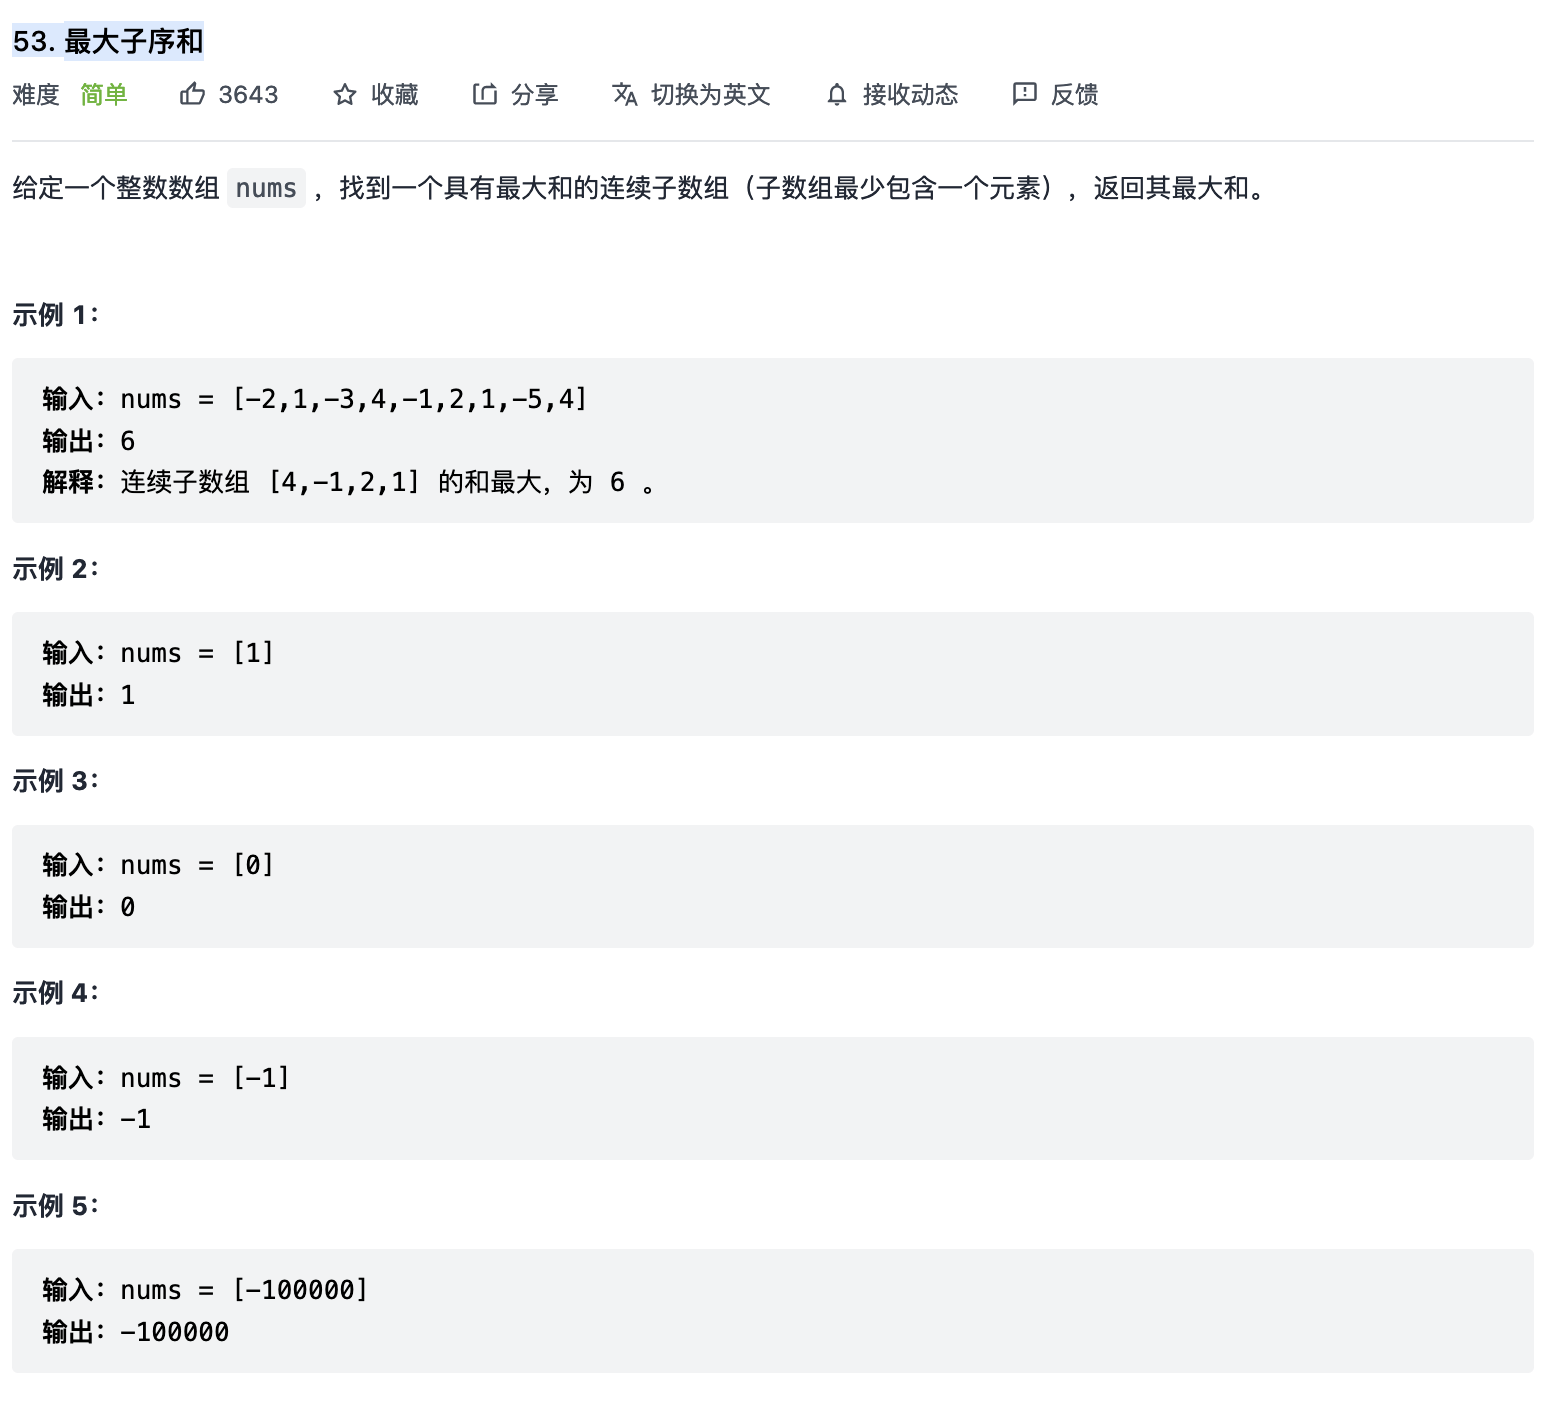 53. 最大子序和
难度 简单 3643 收藏 分享 切换为英文 接收动态 反馈
给定一个整数数组 nums ，找到一个具有最大和的连续子数组（子数组最少包含一个元素），返回其最大和。
示例 1：
输入：nums = [-2,1,-3,4,-1,2,1,-5,4]
输出：6
解释：连续子数组 [4,-1,2,1] 的和最大，为 6 。
示例 2：
输入：nums = [1]
输出：1
示例 3：
输入：nums = [0]
输出：0
示例 4：
输入：nums = [-1]
输出：-1
示例 5：
输入：nums = [-100000]
输出：-100000